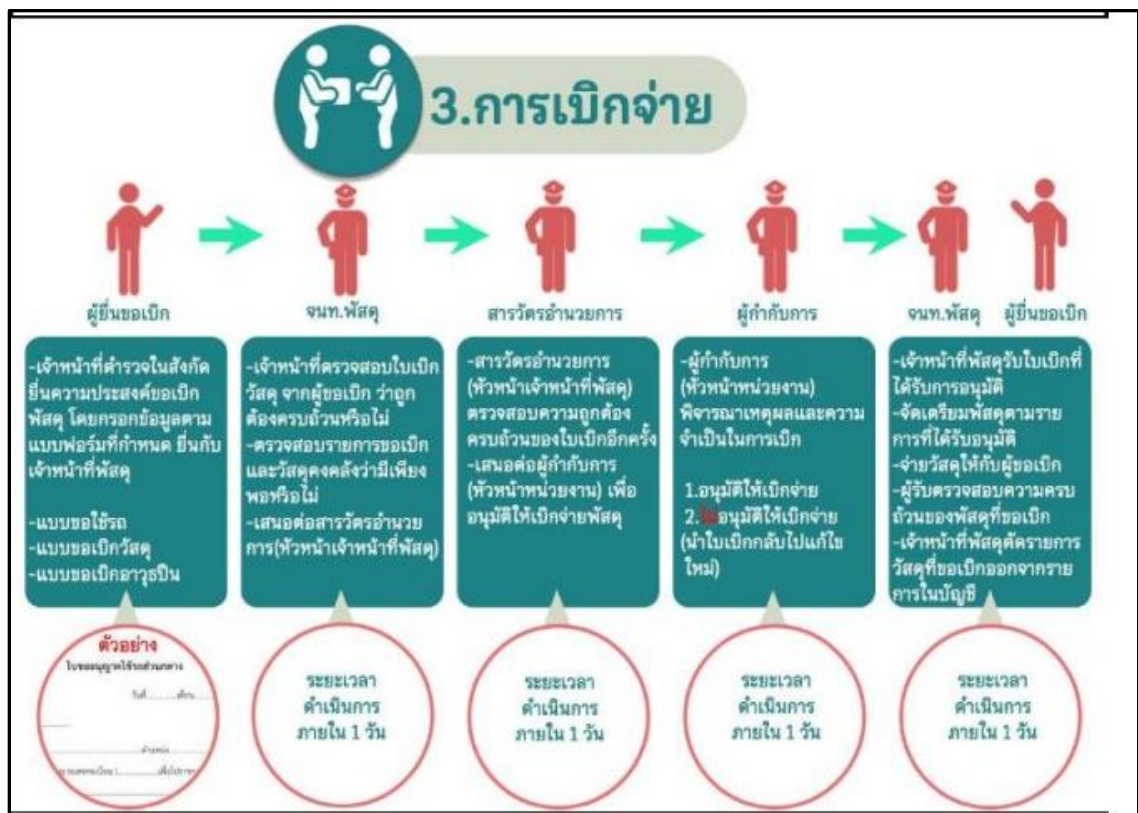 3.การเบิกจ่าย
ผู้ยื่นขอเบิก
จนท.พัสดุ
สารวัตรอำนวยการ
ผู้กำกับการ
จนท.พัสดุ
ผู้ยื่นขอเบิก
-เจ้าหน้าที่ตำรวจในสังกัด
ยื่นความประสงค์ขอเบิก
พัสดุ โดยกรอกข้อมูลตาม
แบบฟอร์มที่กำหนด ยื่นกับ
เจ้าหน้าที่พัสดุ
-แบบขอใช้รถ
-แบบขอเบิกวัสดุ
-แบบขอเบิกอาวุธปืน
-เจ้าหน้าที่ตรวจสอบใบเบิก
วัสดุ จากผู้ขอเบิก ว่าถูก
ต้องครบถ้วนหรือไม่
-ตรวจสอบรายการขอเบิก
และวัสดุคงคลังว่ามีเพียง
พอหรือไม่
-เสนอต่อสารวัตรอำนวย
การ(หัวหน้าเจ้าหน้าที่พัสดุ)
-สารวัตรอำนวยการ
(หัวหน้าเจ้าหน้าที่พัสดุ)
ตรวจสอบความถูกต้อง
ครบถ้วนของใบเบิกอีกครั้ง
-เสนอต่อผู้กำกับการ
(หัวหน้าหน่วยงาน) เพื่อ
อนุมัติให้เบิกจ่ายพัสดุ
-ผู้กำกับการ
(หัวหน้าหน่วยงาน)
พิจารณาเหตุผลและความ
จำเป็นในการเบิก
1.อนุมัติให้เบิกจ่าย
2.ไม่อนุมัติให้เบิกจ่าย
(นำใบเบิกกลับไปแก้ไข
ใหม่)
-เจ้าหน้าที่พัสดุรับใบเบิกที่
ได้รับการอนุมัติ
-จัดเตรียมพัสดุตามราย
การที่ได้รับอนุมัติ
-จ่ายวัสดุให้กับผู้ขอเบิก
-ผู้รับตรวจสอบความครบ
ถ้วนของพัสดุที่ขอเบิก
-เจ้าหน้าที่พัสดุตัดรายการ
วัสดุที่ขอเบิกออกจากราย
การในบัญชี
ตัวอย่าง
ใบขออนุญาตใช้รถส่วนกลาง
วันที่............เดือน......
ตำแหน่ง
ระยะเวลา
ดำเนินการ
ภายใน 1 วัน
ระยะเวลา
ดำเนินการ
ภายใน 1 วัน
ระยะเวลา
ดำเนินการ
ภายใน 1 วัน
ระยะเวลา
ดำเนินการ
ภายใน 1 วัน